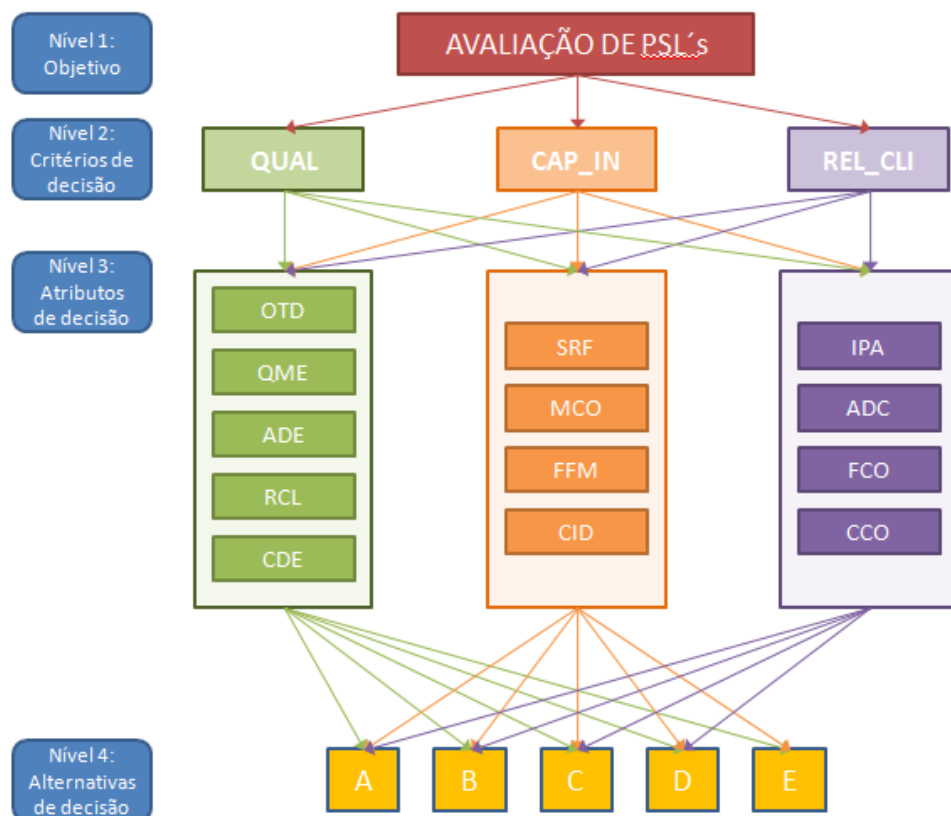 Nível 1:
Objetivo
AVALIAÇÃO DE PSL´s
Nível 2:
Critérios de
decisão
QUAL
CAP_IN
REL_CLI
Nível 3:
Atributos
de decisão
OTD
QME
ADE
RCL
CDE
SRF
MCO
FFM
CID
IPA
ADC
FCO
CCO
Nível 4:
Alternativas
de decisão
A
B
C
D
E